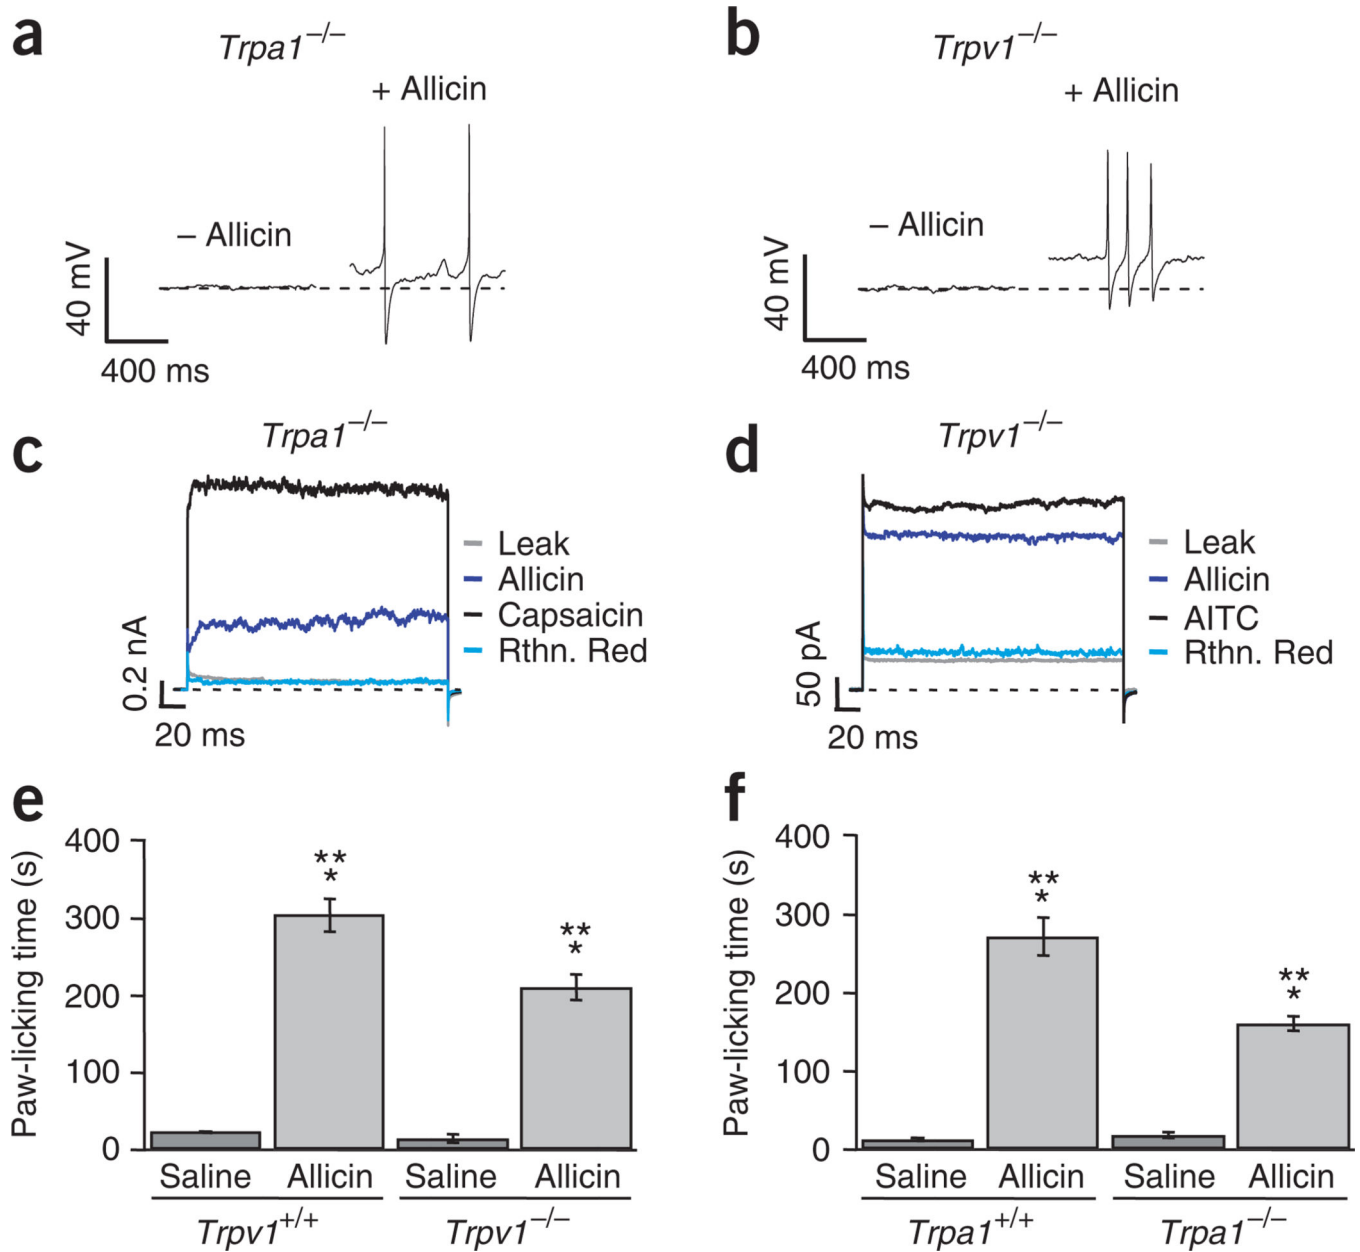 a
Trpa1−/−
+ Allicin
− Allicin
40 mV
400 ms
b
Trpv1−/−
+ Allicin
− Allicin
40 mV
400 ms
c
Trpa1−/−
Leak
Allicin
Capsaicin
Rthn. Red
0.2 nA
20 ms
d
Trpv1−/−
Leak
Allicin
AITC
Rthn. Red
50 pA
20 ms
e
Paw-licking time (s)
400
300
200
100
0
**
*
**
*
Saline Allicin Saline Allicin
Trpv1+/+ Trpv1−/−
f
Paw-licking time (s)
400
300
200
100
0
**
*
**
*
Saline Allicin Saline Allicin
Trpa1+/+ Trpa1−/−